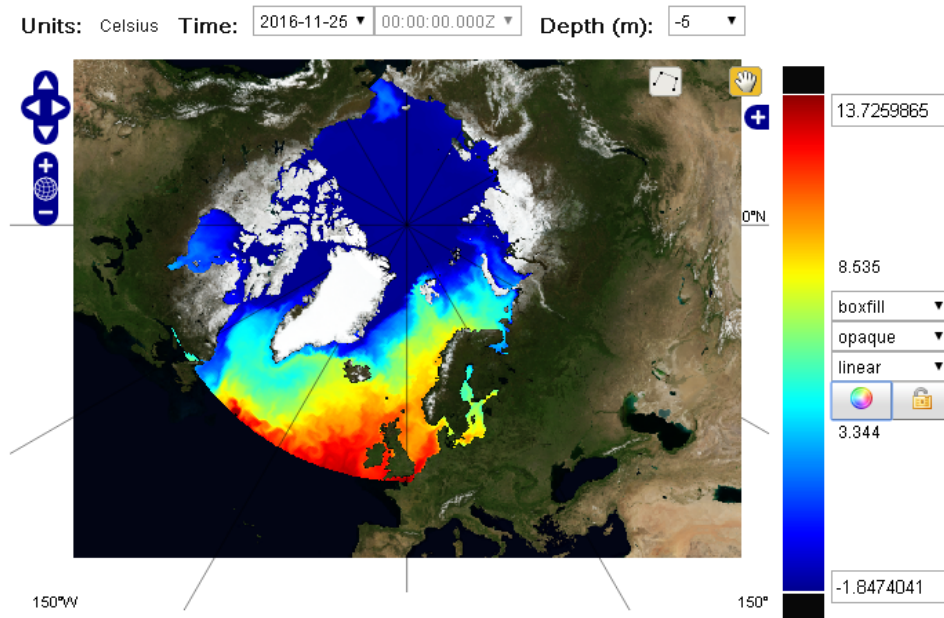 Units: Celsius Time: 2016-11-25 00:00:00.000Z Depth (m): -5
13.7259865
0°N
8.535
boxfill
opaque
linear
3.344
-1.8474041
150°W
150°